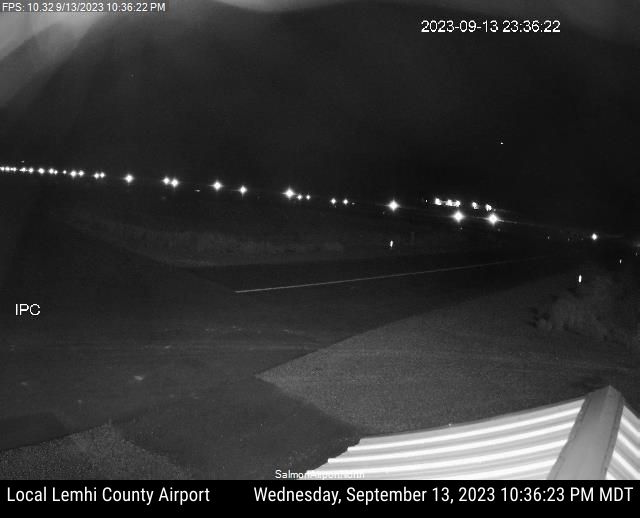 FPS: 10.32 9/13/2023 10:36:22 PM
2023-09-13 23:36:22
IPC
Local Lemhi County Airport Wednesday, September 13, 2023 10:36:23 PM MDT